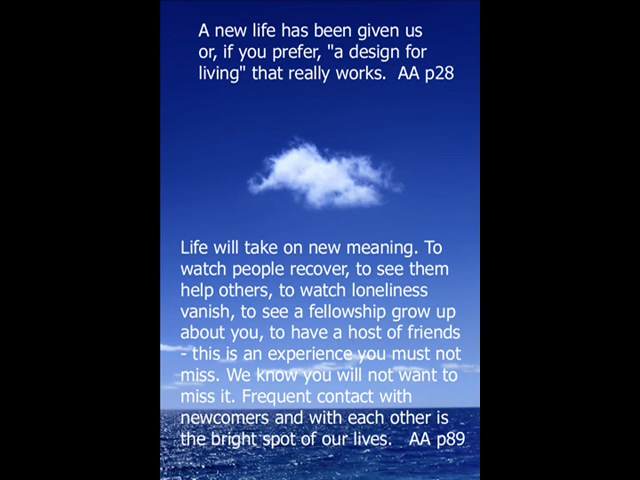 A new life has been given us
or, if you prefer, "a design for
living" that really works.  AA p28
Life will take on new meaning. To
watch people recover, to see them
help others, to watch loneliness
vanish, to see a fellowship grow up
about you, to have a host of friends
- this is an experience you must not
miss. We know you will not want to
miss it. Frequent contact with
newcomers and with each other is
the bright spot of our lives.   AA p89